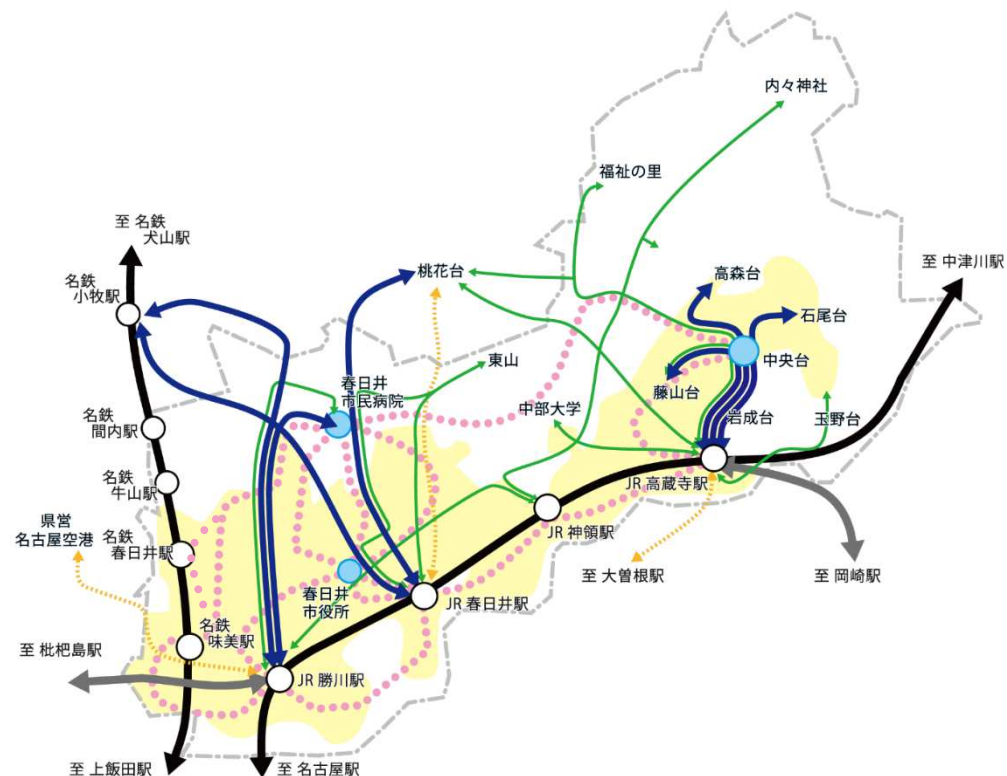 内々神社
福祉の里
至 名鉄
犬山駅
名鉄
小牧駅
桃花台
高森台
至 中津川駅
石尾台
中央台
春日井
市民病院
東山
藤山台
中部大学
岩成台
玉野台
名鉄
間内駅
名鉄
牛山駅
JR 高蔵寺駅
県営
名古屋空港
名鉄
春日井駅
JR 神領駅
至 大曽根駅
至 岡崎駅
春日井
市役所
JR 春日井駅
名鉄
味美駅
至 枇杷島駅
JR 勝川駅
至 上飯田駅
至 名古屋駅